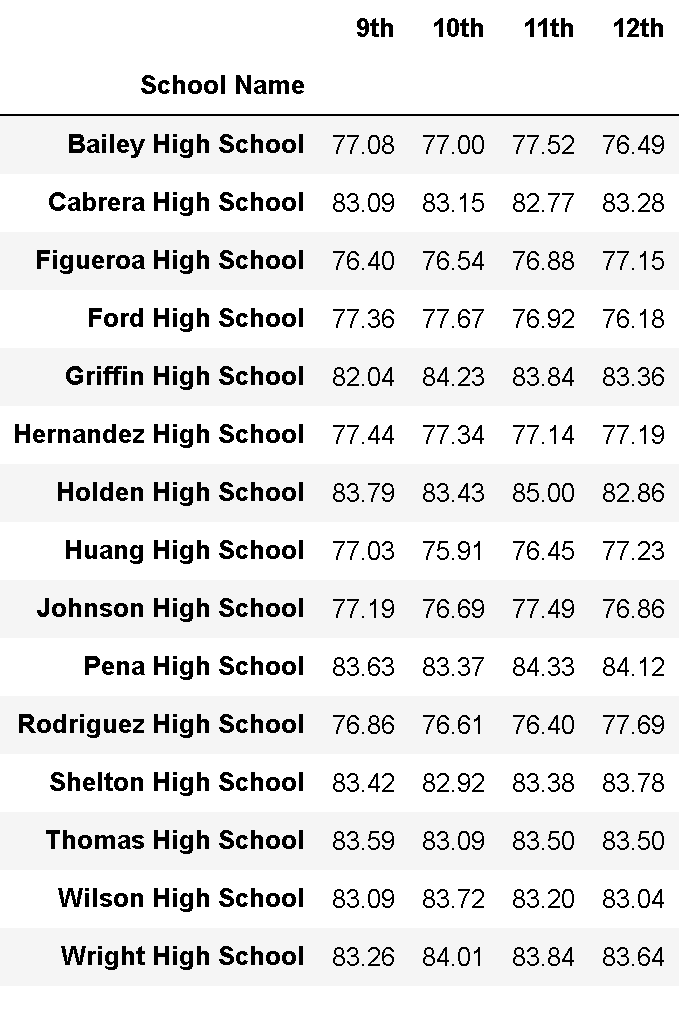 9th 10th 11th 12th
School Name
Bailey High School 77.08 77.00 77.52 76.49
Cabrera High School 83.09 83.15 82.77 83.28
Figueroa High School 76.40 76.54 76.88 77.15
Ford High School 77.36 77.67 76.92 76.18
Griffin High School 82.04 84.23 83.84 83.36
Hernandez High School 77.44 77.34 77.14 77.19
Holden High School 83.79 83.43 85.00 82.86
Huang High School 77.03 75.91 76.45 77.23
Johnson High School 77.19 76.69 77.49 76.86
Pena High School 83.63 83.37 84.33 84.12
Rodriguez High School 76.86 76.61 76.40 77.69
Shelton High School 83.42 82.92 83.38 83.78
Thomas High School 83.59 83.09 83.50 83.50
Wilson High School 83.09 83.72 83.20 83.04
Wright High School 83.26 84.01 83.84 83.64